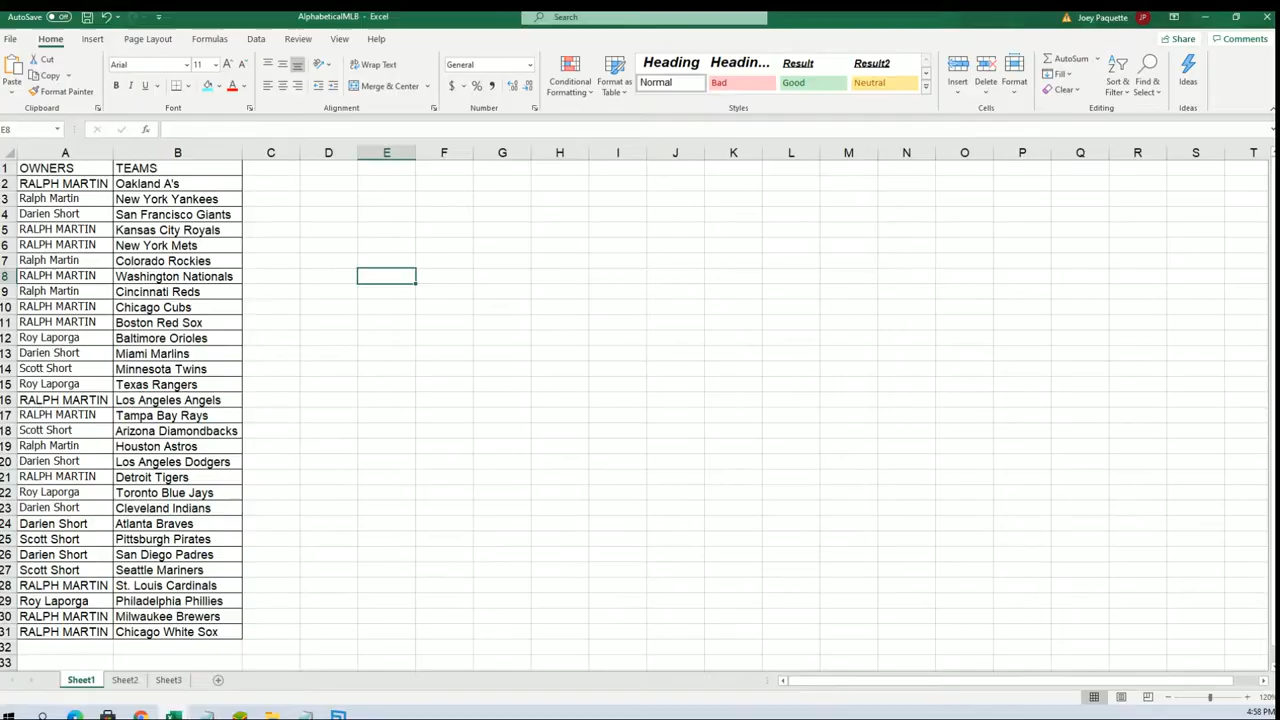 AutoSave Off AlphabeticalMLB - Excel Search Joey Paquette JP
File Home Insert Page Layout Formulas Data Review View Help Share Comments
Paste Cut Copy Format Painter Clipboard
Arial 11 A A B I U A Font
Wrap Text Merge & Center Alignment
General $ % , Number
Conditional Formatting Format as Table Heading Headin... Result Result2 Normal Bad Good Neutral Styles
Insert Delete Format Cells
AutoSum Fill Clear Sort & Filter Find & Select Editing
Ideas Ideas
E8 fx
A B C D E F G H I J K L M N O P Q R S T
1 OWNERS TEAMS
2 RALPH MARTIN Oakland A's
3 Ralph Martin New York Yankees
4 Darien Short San Francisco Giants
5 RALPH MARTIN Kansas City Royals
6 RALPH MARTIN New York Mets
7 Ralph Martin Colorado Rockies
8 RALPH MARTIN Washington Nationals
9 Ralph Martin Cincinnati Reds
10 RALPH MARTIN Chicago Cubs
11 RALPH MARTIN Boston Red Sox
12 Roy Laporga Baltimore Orioles
13 Darien Short Miami Marlins
14 Scott Short Minnesota Twins
15 Roy Laporga Texas Rangers
16 RALPH MARTIN Los Angeles Angels
17 RALPH MARTIN Tampa Bay Rays
18 Scott Short Arizona Diamondbacks
19 Ralph Martin Houston Astros
20 Darien Short Los Angeles Dodgers
21 RALPH MARTIN Detroit Tigers
22 Roy Laporga Toronto Blue Jays
23 Darien Short Cleveland Indians
24 Darien Short Atlanta Braves
25 Scott Short Pittsburgh Pirates
26 Darien Short San Diego Padres
27 Scott Short Seattle Mariners
28 RALPH MARTIN St. Louis Cardinals
29 Roy Laporga Philadelphia Phillies
30 RALPH MARTIN Milwaukee Brewers
31 RALPH MARTIN Chicago White Sox
32
33
Sheet1 Sheet2 Sheet3
120%
4:58 PM